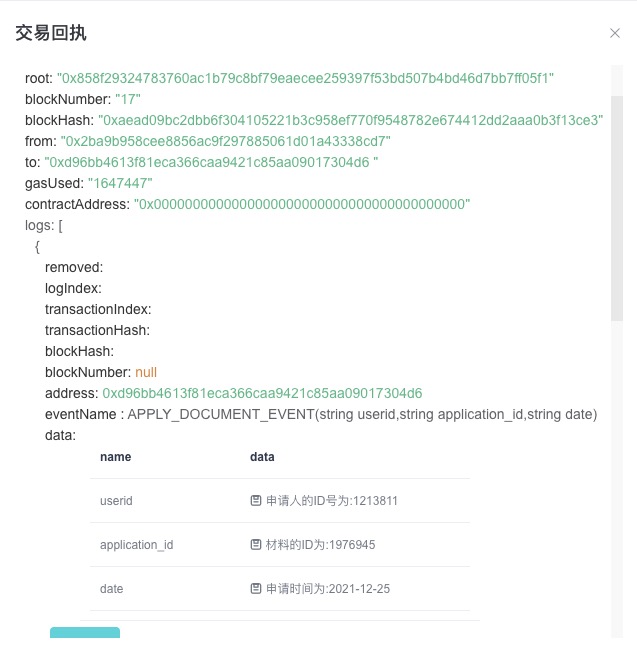 交易回执
root: "0x858f29324783760ac1b79c8bf79eaecee259397f53bd507b4bd46d7bb7ff05f1"
blockNumber: "17"
blockHash: "0xaead09bc2dbb6f304105221b3c958ef770f9548782e674412dd2aaa0b3f13ce3"
from: "0x2ba9b958cee8856ac9f297885061d01a43338cd7"
to: "0xd96bb4613f81eca366caa9421c85aa09017304d6 "
gasUsed: "1647447"
contractAddress: "0x0000000000000000000000000000000000000000"
logs: [
{
removed:
logIndex:
transactionIndex:
transactionHash:
blockHash:
blockNumber: null
address: 0xd96bb4613f81eca366caa9421c85aa09017304d6
eventName : APPLY_DOCUMENT_EVENT(string userid,string application_id,string date)
data:
name data
userid 申请人的ID号为:1213811
application_id 材料的ID为:1976945
date 申请时间为:2021-12-25